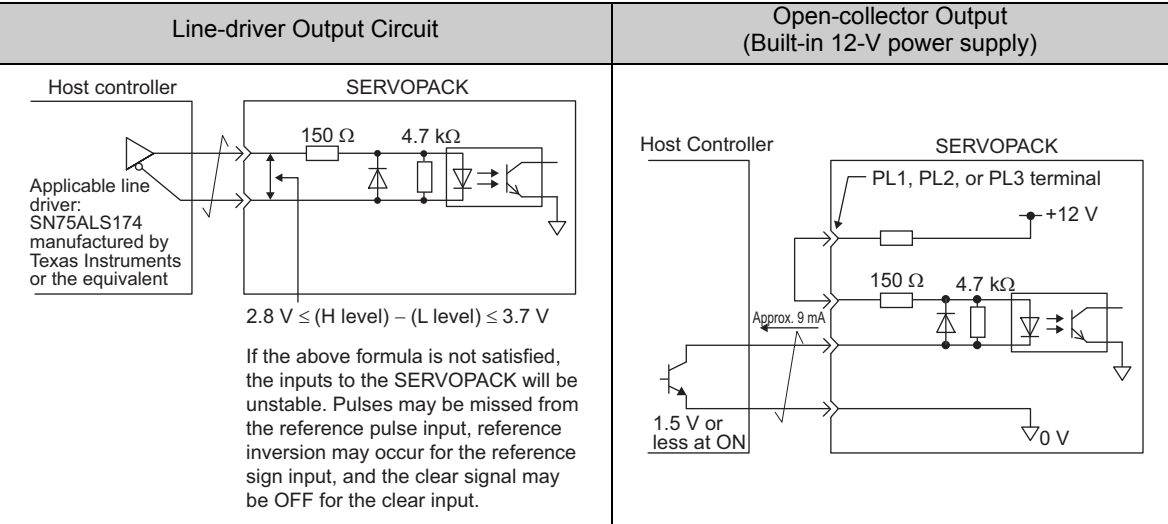 Line-driver Output Circuit
Open-collector Output
(Built-in 12-V power supply)
Host controller
SERVOPACK
150 Ω
4.7 kΩ
Applicable line
driver:
SN75ALS174
manufactured by
Texas Instruments
or the equivalent
2.8 V ≤ (H level) – (L level) ≤ 3.7 V
If the above formula is not satisfied,
the inputs to the SERVOPACK will be
unstable. Pulses may be missed from
the reference pulse input, reference
inversion may occur for the reference
sign input, and the clear signal may
be OFF for the clear input.
Host Controller
SERVOPACK
PL1, PL2, or PL3 terminal
+12 V
150 Ω
4.7 kΩ
Approx. 9 mA
1.5 V or
less at ON
0 V